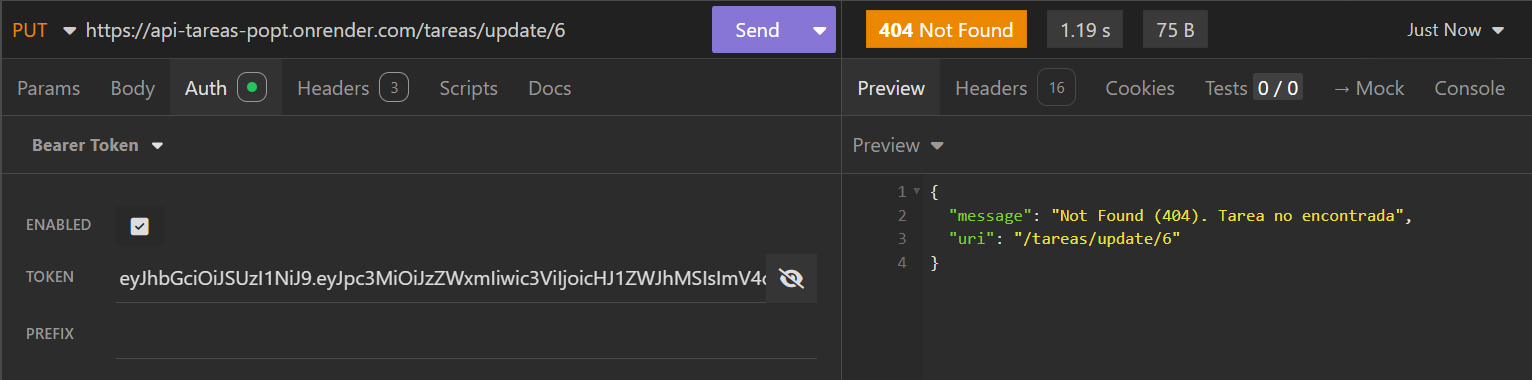 PUT https://api-tareas-popt.onrender.com/tareas/update/6 Send
404 Not Found 1.19 s 75 B Just Now
Params Body Auth Headers 3 Scripts Docs
Preview Headers 16 Cookies Tests 0 / 0 → Mock Console
Bearer Token
Preview
ENABLED
TOKEN eyJhbGciOiJSUzI1NiJ9.eyJpc3MiOiJzZWxmIiwic3ViIjoicHJ1ZWJhMSIsImV4c
PREFIX
1 {
2 "message": "Not Found (404). Tarea no encontrada",
3 "uri": "/tareas/update/6"
4 }